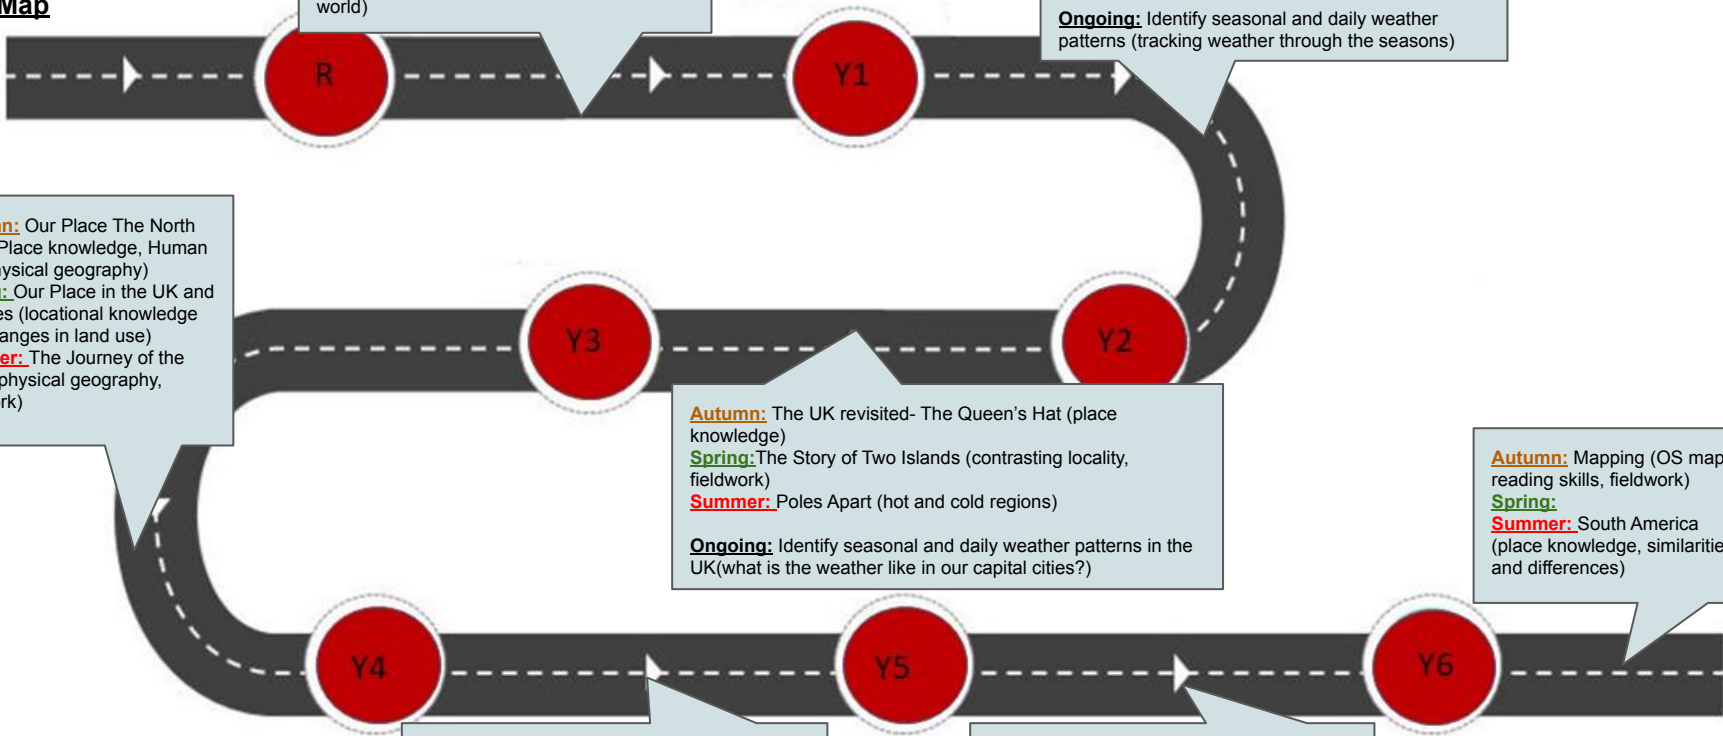 Map
world)
Ongoing: Identify seasonal and daily weather
patterns (tracking weather through the seasons)
R
Y1
Our Place The North
Place knowledge, Human
geography)
Our Place in the UK and
(locational knowledge
in land use)
The Journey of the
physical geography,
Y3
Y2
Autumn: The UK revisited- The Queen’s Hat (place
knowledge)
Spring:The Story of Two Islands (contrasting locality,
fieldwork)
Summer: Poles Apart (hot and cold regions)
Ongoing: Identify seasonal and daily weather patterns in the
UK(what is the weather like in our capital cities?)
Autumn: Mapping (OS map
reading skills, fieldwork)
Spring:
Summer: South America
(place knowledge, similaritie
and differences)
Y4
Y5
Y6